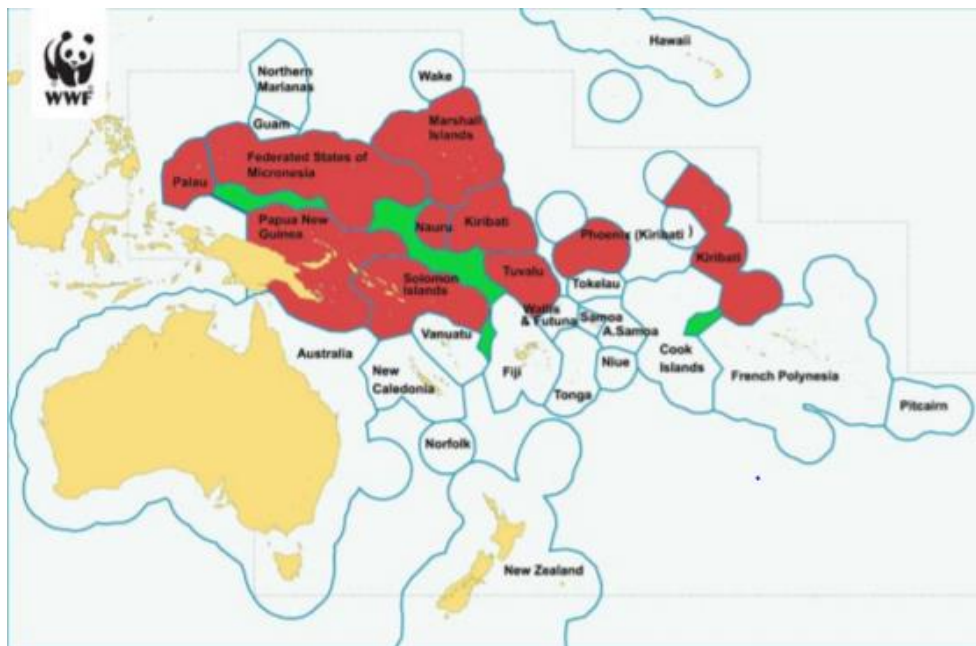 WWF
Hawaii
Northern
Marianas
Wake
Guam
Marshall
Islands
Federated States of
Micronesia
Palau
Papua New
Guinea
Nauru
Kiribati
Phoenix (Kiribati )
Kiribati
Solomon
Islands
Tuvalu
Tokelau
Wallis
& Futuna
Samoa
A.Samoa
Vanuatu
Australia
New
Caledonia
Fiji
Niue
Cook
Islands
French Polynesia
Tonga
Pitcairn
Norfolk
New Zealand